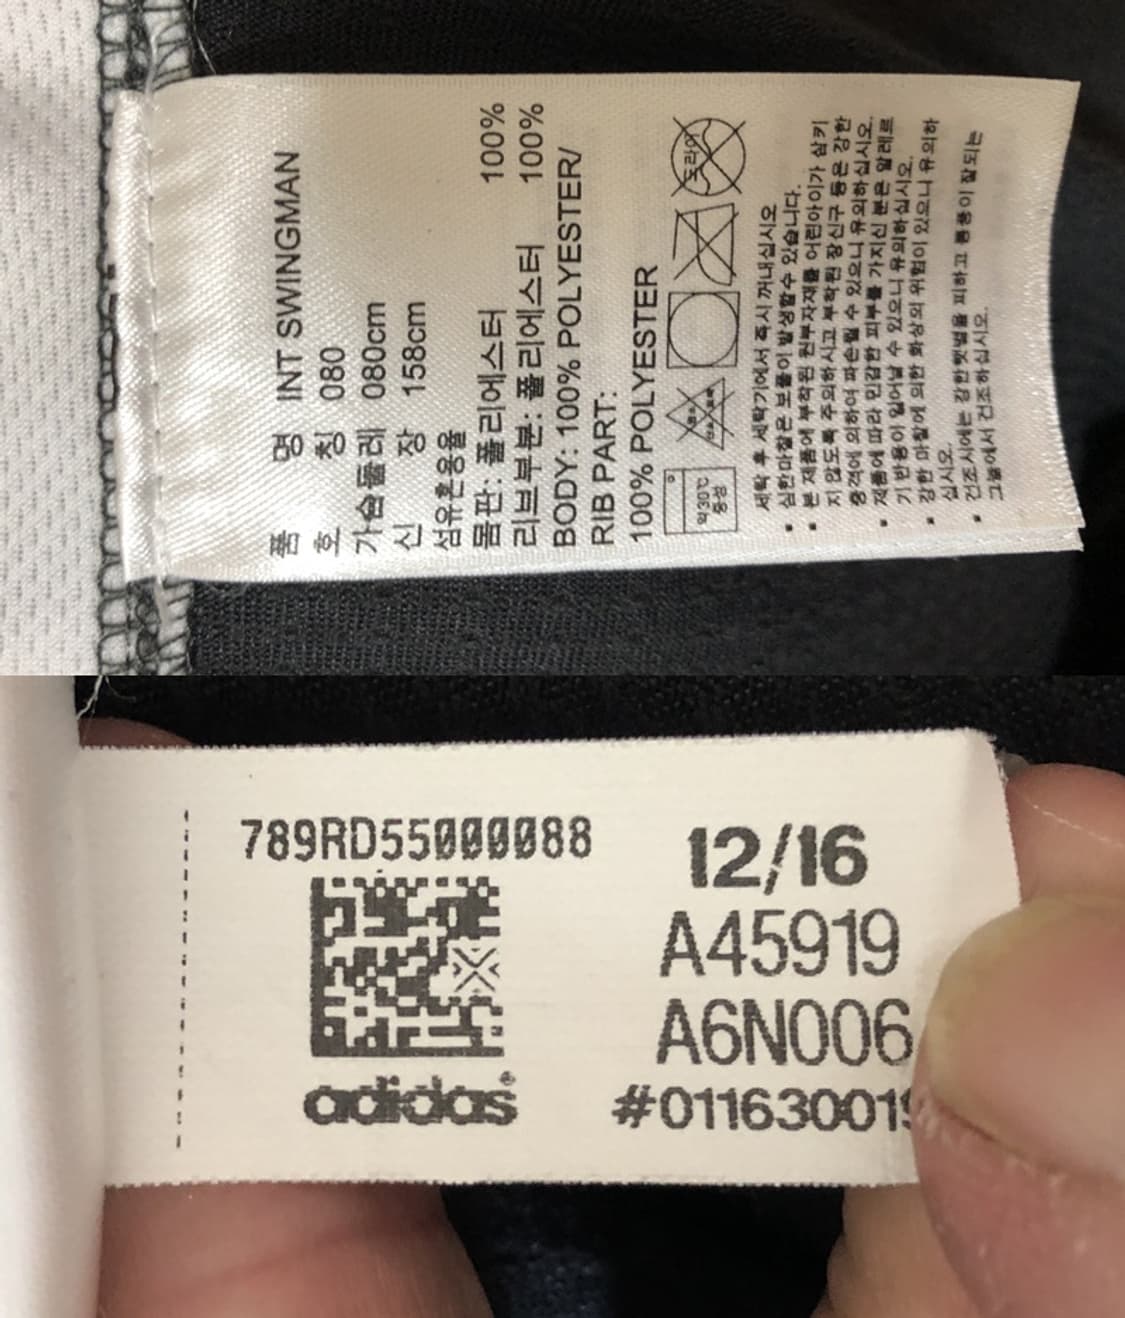 품 명 INT SWINGMAN
호 칭 080
가슴둘레 080cm
신 장 158cm
섬유혼용율
몸판: 폴리에스터 100%
리브부분: 폴리에스터 100%
BODY: 100% POLYESTER/
RIB PART:
100% POLYESTER
약30℃
중성
드라이
세탁 후 세탁기에서 즉시 꺼내십시오
▪ 심한마찰은 보풀이 발생할수 있습니다.
▪ 본 제품에 부착된 원부자재를 어린아이가 삼키
지 않도록 주의하시고 부착된 장신구 등은 강한
충격에 의하여 파손될 수 있으니 유의하십시오.
▪ 제품에 따라 민감한 피부를 가지신 분은 알레르
기 반응이 일어날 수 있으니 유의하십시오.
▪ 강한 마찰에 의한 화상의 위험이 있으니 유의하
십시오.
▪ 건조시에는 강한햇볕을 피하고 통풍이 잘되는
그늘에서 건조하십시오.
789RD55000088
adidas
12/16
A45919
A6N006
#011630019